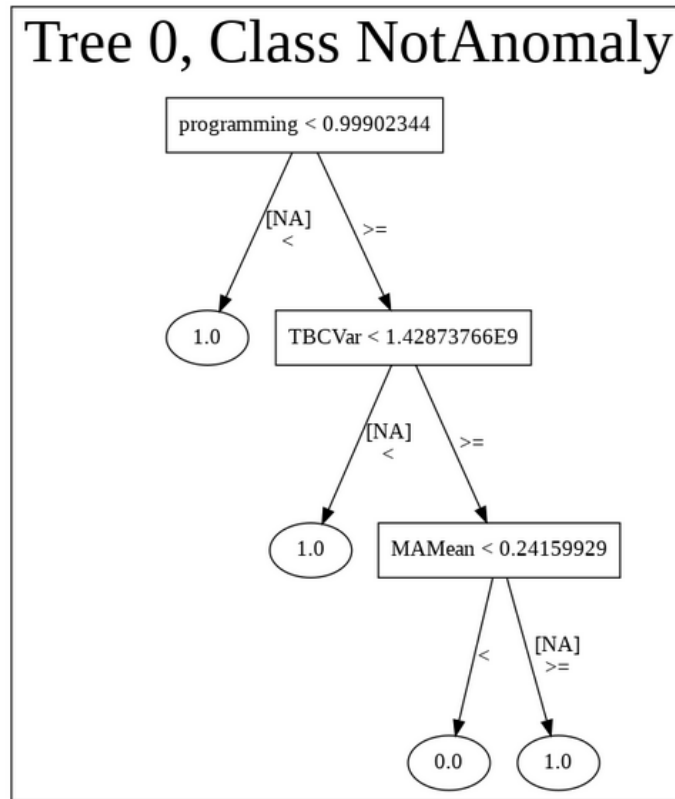 Tree 0, Class NotAnomaly
programming < 0.99902344
[NA]
<
>=
1.0
TBCVar < 1.42873766E9
[NA]
<
>=
1.0
MAMean < 0.24159929
<
[NA]
>=
0.0
1.0